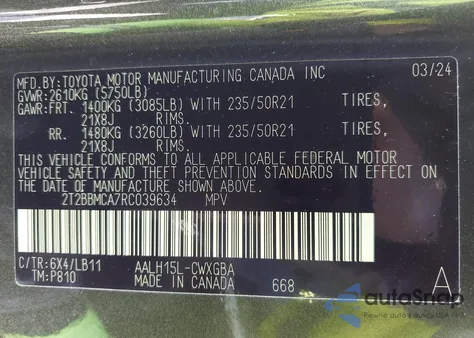 MFD.BY: TOYOTA MOTOR MANUFACTURING CANADA INC 03/24
GVWR: 2610KG (5750LB)
GAWR: FRT. 1400KG (3085LB) WITH 235/50R21 TIRES,
21X8J RIMS.
RR. 1480KG (3260LB) WITH 235/50R21 TIRES,
21X8J RIMS.
THIS VEHICLE CONFORMS TO ALL APPLICABLE FEDERAL MOTOR
VEHICLE SAFETY AND THEFT PREVENTION STANDARDS IN EFFECT ON
THE DATE OF MANUFACTURE SHOWN ABOVE.
2T2BBMCA7RC039634 MPV
C/TR: 6X4/LB11 AALH15L-CWXGBA
TM: P810 MADE IN CANADA 668 A
autoSnap